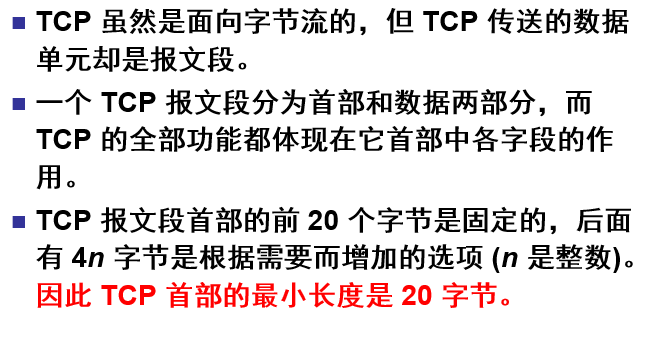 TCP 虽然是面向字节流的，但 TCP 传送的数据
单元却是报文段。
一个 TCP 报文段分为首部和数据两部分，而
TCP 的全部功能都体现在它首部中各字段的作
用。
TCP 报文段首部的前 20 个字节是固定的，后面
有 4n 字节是根据需要而增加的选项 (n 是整数)。
因此 TCP 首部的最小长度是 20 字节。